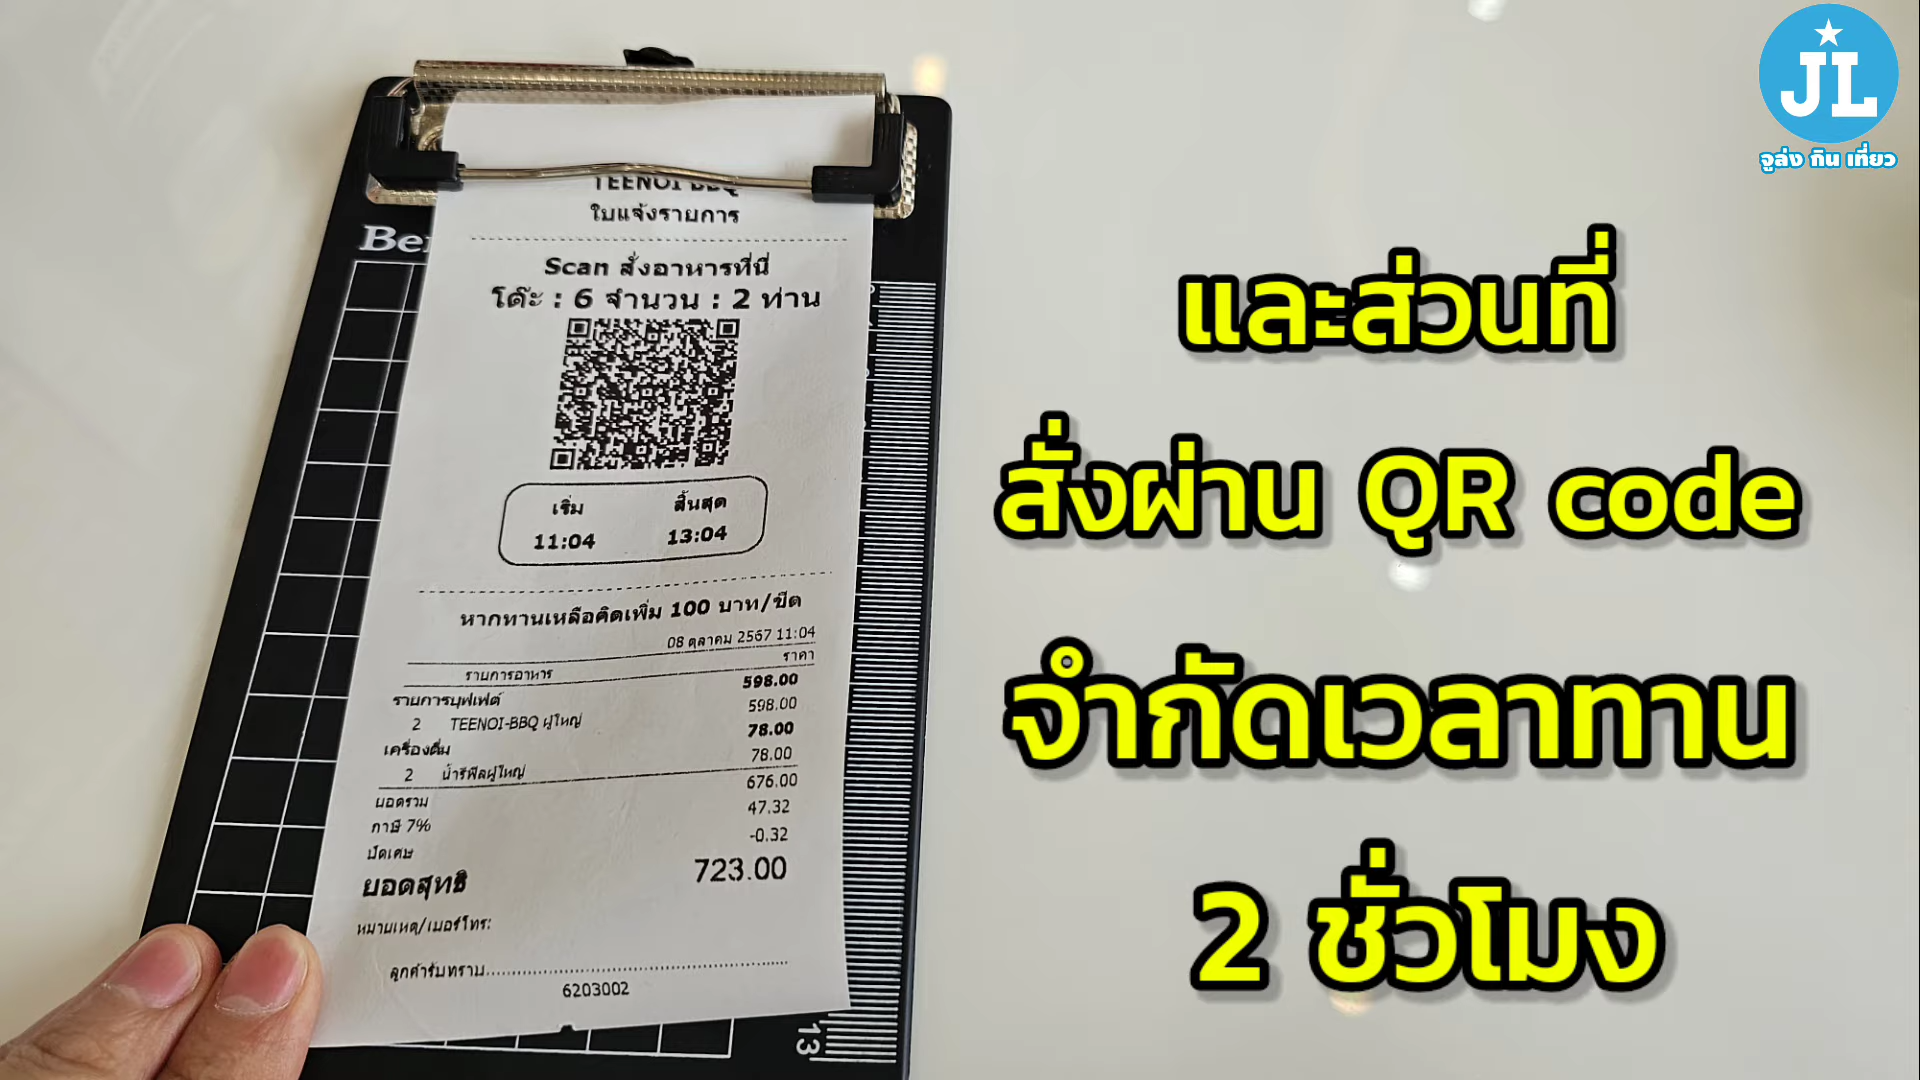 TEENOI BBQ
ใบแจ้งรายการ
Be
Scan สั่งอาหารที่นี่
โต๊ะ : 6 จำนวน : 2 ท่าน
เริ่ม สิ้นสุด
11:04 13:04
หากทานเหลือคิดเพิ่ม 100 บาท/ขีด
08 ตุลาคม 2567 11:04
รายการอาหาร ราคา
รายการบุฟเฟ่ต์ 598.00
2 TEENOI-BBQ ผู้ใหญ่ 598.00
เครื่องดื่ม 78.00
2 น้ำรีฟิลผู้ใหญ่ 78.00
ยอดรวม 676.00
ภาษี 7% 47.32
ปัดเศษ -0.32
ยอดสุทธิ 723.00
หมายเหตุ/เบอร์โทร:
ลูกค้ารับทราบ
6203002
13
JL
จูล่ง กิน เที่ยว
และส่วนที่
สั่งผ่าน QR code
จำกัดเวลาทาน
2 ชั่วโมง